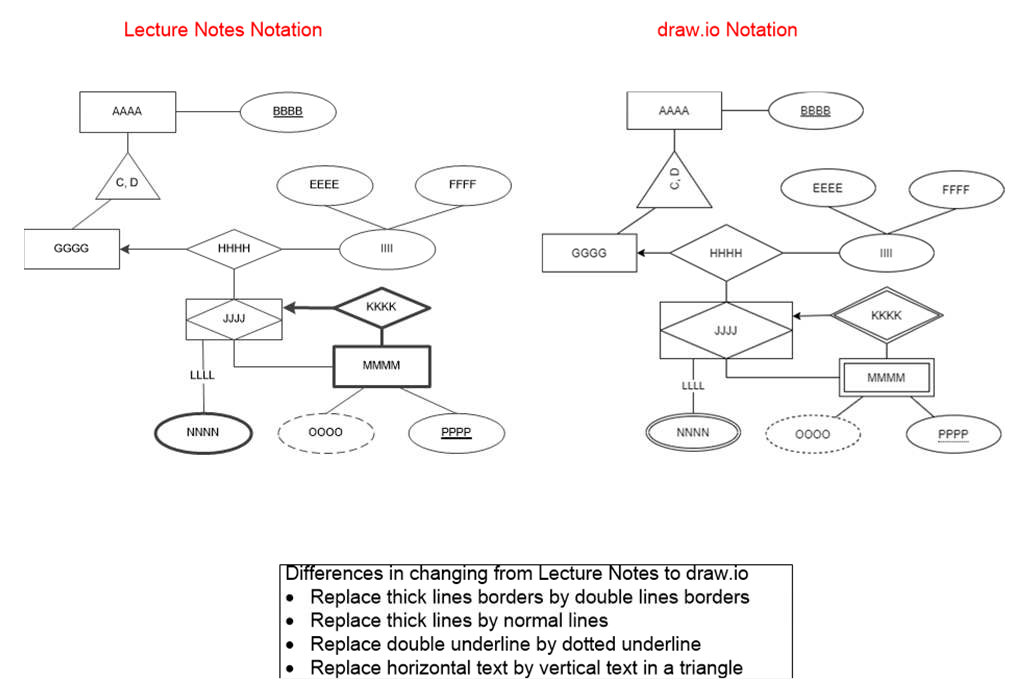 Lecture Notes Notation
draw.io Notation
AAAA
BBBB
C, D
EEEE
FFFF
GGGG
HHHH
IIII
JJJJ
KKKK
LLLL
MMMM
NNNN
OOOO
PPPP
AAAA
BBBB
C, D
EEEE
FFFF
GGGG
HHHH
IIII
JJJJ
KKKK
LLLL
MMMM
NNNN
OOOO
PPPP
Differences in changing from Lecture Notes to draw.io
• Replace thick lines borders by double lines borders
• Replace thick lines by normal lines
• Replace double underline by dotted underline
• Replace horizontal text by vertical text in a triangle